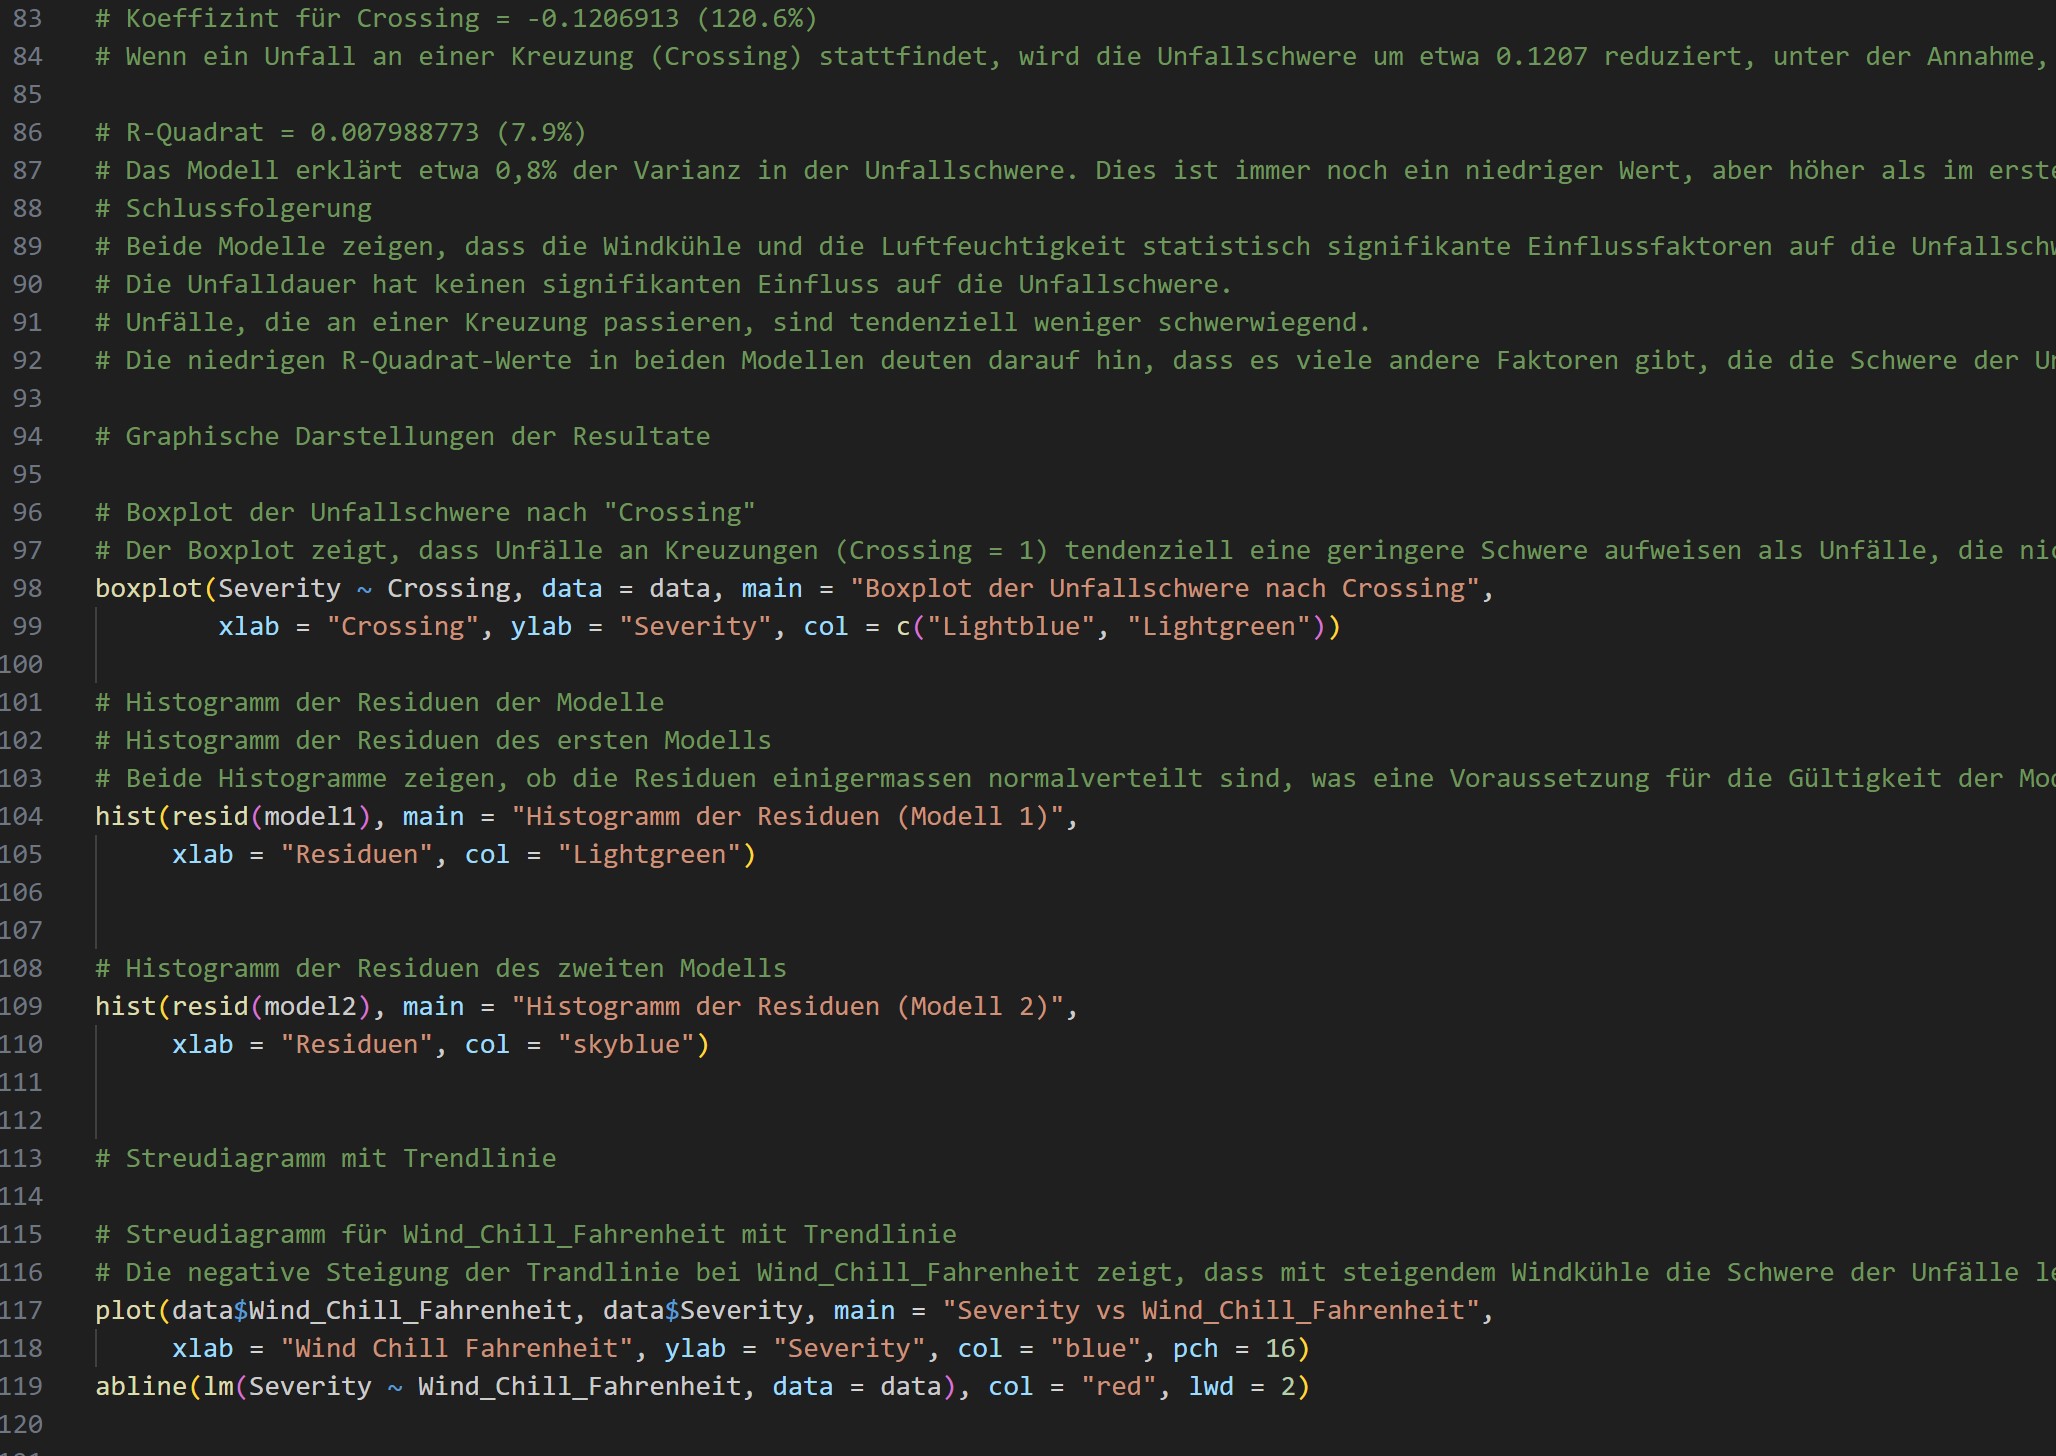 83 # Koeffizint für Crossing = -0.1206913 (120.6%)
84 # Wenn ein Unfall an einer Kreuzung (Crossing) stattfindet, wird die Unfallschwere um etwa 0.1207 reduziert, unter der Annahme,
85
86 # R-Quadrat = 0.007988773 (7.9%)
87 # Das Modell erklärt etwa 0,8% der Varianz in der Unfallschwere. Dies ist immer noch ein niedriger Wert, aber höher als im erste
88 # Schlussfolgerung
89 # Beide Modelle zeigen, dass die Windkühle und die Luftfeuchtigkeit statistisch signifikante Einflussfaktoren auf die Unfallschw
90 # Die Unfalldauer hat keinen signifikanten Einfluss auf die Unfallschwere.
91 # Unfälle, die an einer Kreuzung passieren, sind tendenziell weniger schwerwiegend.
92 # Die niedrigen R-Quadrat-Werte in beiden Modellen deuten darauf hin, dass es viele andere Faktoren gibt, die die Schwere der Un
93
94 # Graphische Darstellungen der Resultate
95
96 # Boxplot der Unfallschwere nach "Crossing"
97 # Der Boxplot zeigt, dass Unfälle an Kreuzungen (Crossing = 1) tendenziell eine geringere Schwere aufweisen als Unfälle, die nic
98 boxplot(Severity ~ Crossing, data = data, main = "Boxplot der Unfallschwere nach Crossing",
99 xlab = "Crossing", ylab = "Severity", col = c("Lightblue", "Lightgreen"))
100
101 # Histogramm der Residuen der Modelle
102 # Histogramm der Residuen des ersten Modells
103 # Beide Histogramme zeigen, ob die Residuen einigermassen normalverteilt sind, was eine Voraussetzung für die Gültigkeit der Mod
104 hist(resid(model1), main = "Histogramm der Residuen (Modell 1)",
105 xlab = "Residuen", col = "Lightgreen")
106
107
108 # Histogramm der Residuen des zweiten Modells
109 hist(resid(model2), main = "Histogramm der Residuen (Modell 2)",
110 xlab = "Residuen", col = "skyblue")
111
112
113 # Streudiagramm mit Trendlinie
114
115 # Streudiagramm für Wind_Chill_Fahrenheit mit Trendlinie
116 # Die negative Steigung der Trandlinie bei Wind_Chill_Fahrenheit zeigt, dass mit steigendem Windkühle die Schwere der Unfälle le
117 plot(data$Wind_Chill_Fahrenheit, data$Severity, main = "Severity vs Wind_Chill_Fahrenheit",
118 xlab = "Wind Chill Fahrenheit", ylab = "Severity", col = "blue", pch = 16)
119 abline(lm(Severity ~ Wind_Chill_Fahrenheit, data = data), col = "red", lwd = 2)
120